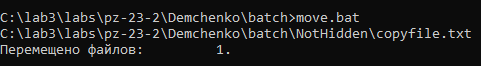 C:\lab3\labs\pz-23-2\Demchenko\batch>move.bat
C:\lab3\labs\pz-23-2\Demchenko\batch\NotHidden\copyfile.txt
Перемещено файлов:         1.